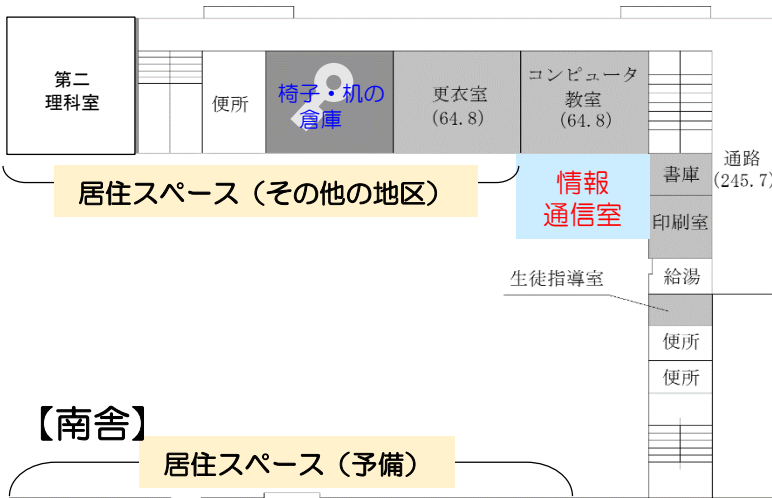 第二
理科室
便所
椅子・机の
倉庫
更衣室
(64.8)
コンピュータ
教室
(64.8)
通路
(245.7)
居住スペース（その他の地区）
情報
通信室
書庫
印刷室
生徒指導室
給湯
便所
便所
【南舎】
居住スペース（予備）